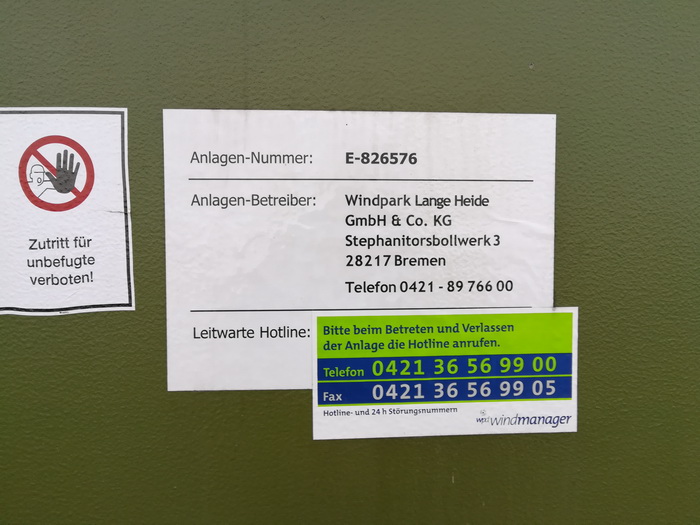 Zutritt für
unbefugte
verboten!
Anlagen-Nummer: E-826576
Anlagen-Betreiber: Windpark Lange Heide
GmbH & Co. KG
Stephanitorsbollwerk 3
28217 Bremen
Telefon 0421 - 89 766 00
Leitwarte Hotline:
Bitte beim Betreten und Verlassen
der Anlage die Hotline anrufen.
Telefon 0421 36 56 99 00
Fax 0421 36 56 99 05
Hotline- und 24 h Störungsnummern
wpd windmanager